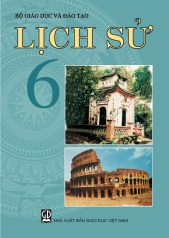 BỘ GIÁO DỤC VÀ ĐÀO TẠO
LỊCH SỬ
6
NHÀ XUẤT BẢN GIÁO DỤC VIỆT NAM